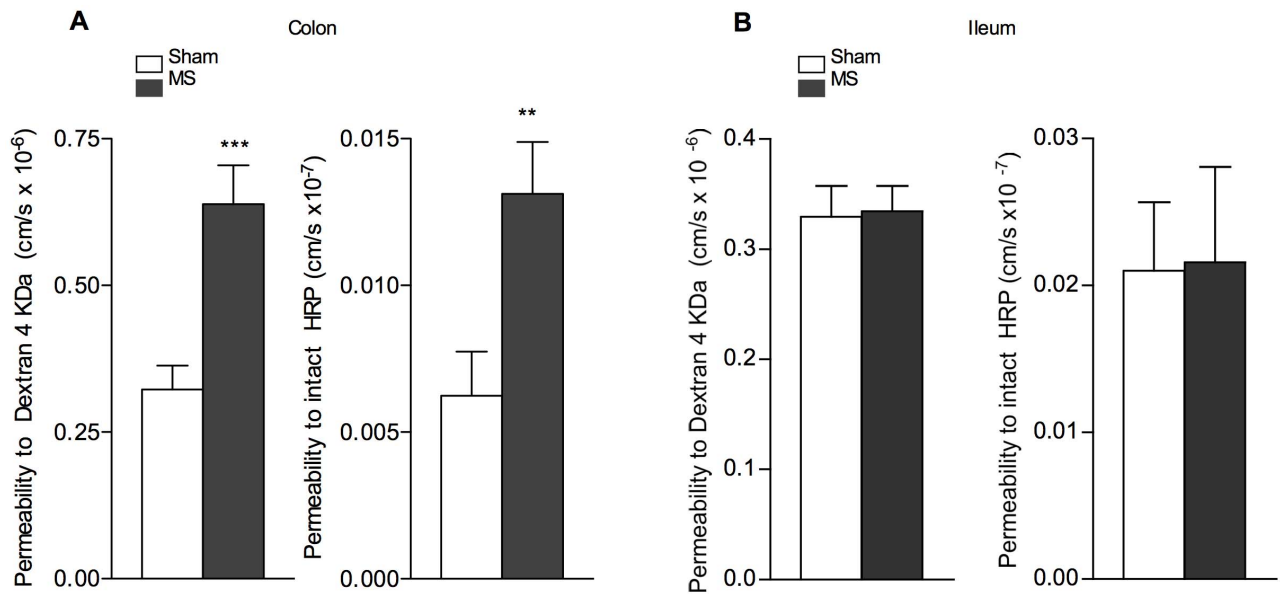 A
Colon
Sham
MS
Permeability to Dextran 4 KDa (cm/s x 10-6)
0.75
0.50
0.25
0.00
***
Permeability to intact HRP (cm/s x10-7)
0.015
0.010
0.005
0.000
**
B
Ileum
Sham
MS
Permeability to Dextran 4 KDa (cm/s x 10 -6)
0.4
0.3
0.2
0.1
0.0
Permeability to intact HRP (cm/s x10 -7)
0.03
0.02
0.01
0.00